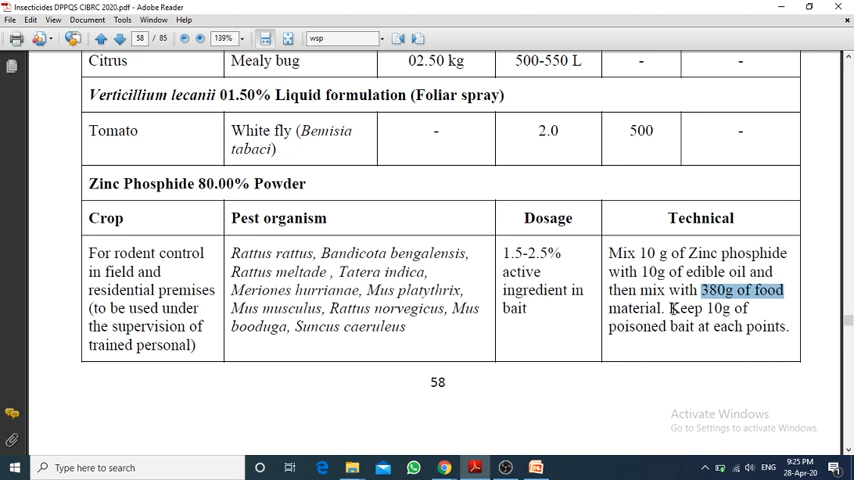 Insecticides DPPQS CIBRC 2020.pdf - Adobe Reader
File Edit View Document Tools Window Help
58 / 85 139% wsp
Citrus Mealy bug 02.50 kg 500-550 L - -
Verticillium lecanii 01.50% Liquid formulation (Foliar spray)
Tomato White fly (Bemisia - 2.0 500 -
tabaci)
Zinc Phosphide 80.00% Powder
Crop Pest organism Dosage Technical
For rodent control Rattus rattus, Bandicota bengalensis, 1.5-2.5% Mix 10 g of Zinc phosphide
in field and Rattus meltade , Tatera indica, active with 10g of edible oil and
residential premises Meriones hurrianae, Mus platythrix, ingredient in then mix with 380g of food
(to be used under Mus musculus, Rattus norvegicus, Mus bait material. Keep 10g of
the supervision of booduga, Suncus caeruleus poisoned bait at each points.
trained personal)
58
Activate Windows
Go to Settings to activate Windows.
Type here to search
ENG 9:25 PM
28-Apr-20
1